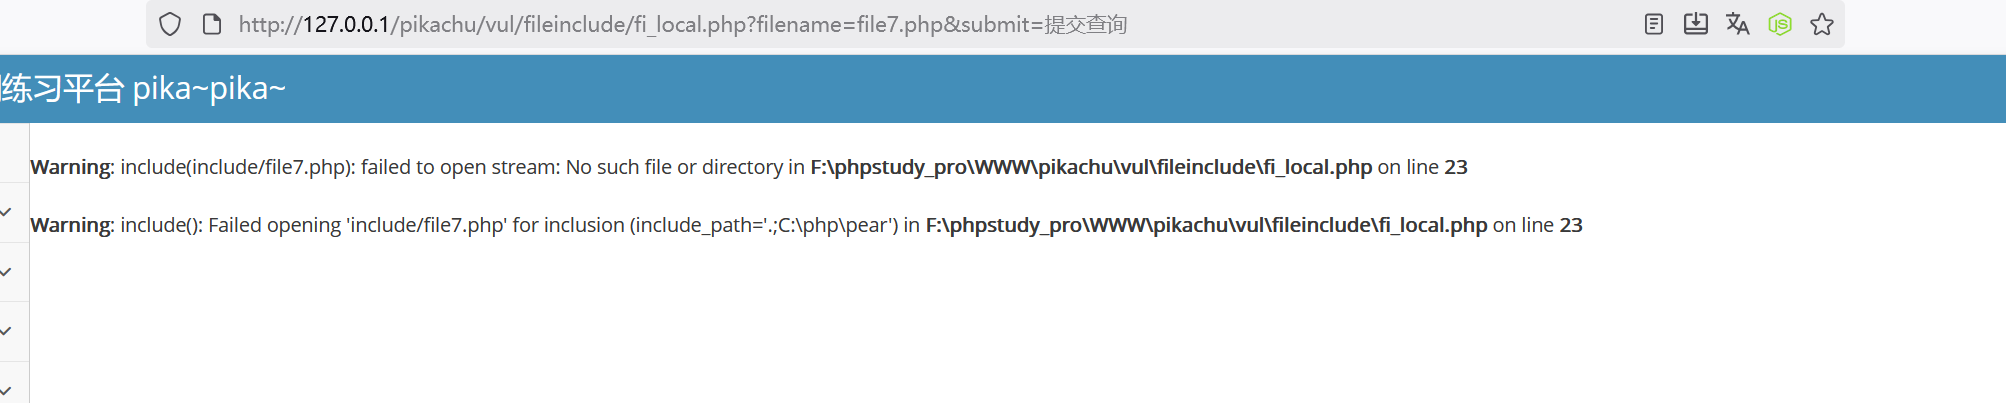 http://127.0.0.1/pikachu/vul/fileinclude/fi_local.php?filename=file7.php&submit=提交查询
练习平台 pika~pika~
Warning: include(include/file7.php): failed to open stream: No such file or directory in F:\phpstudy_pro\WWW\pikachu\vul\fileinclude\fi_local.php on line 23
Warning: include(): Failed opening 'include/file7.php' for inclusion (include_path='.;C:\php\pear') in F:\phpstudy_pro\WWW\pikachu\vul\fileinclude\fi_local.php on line 23